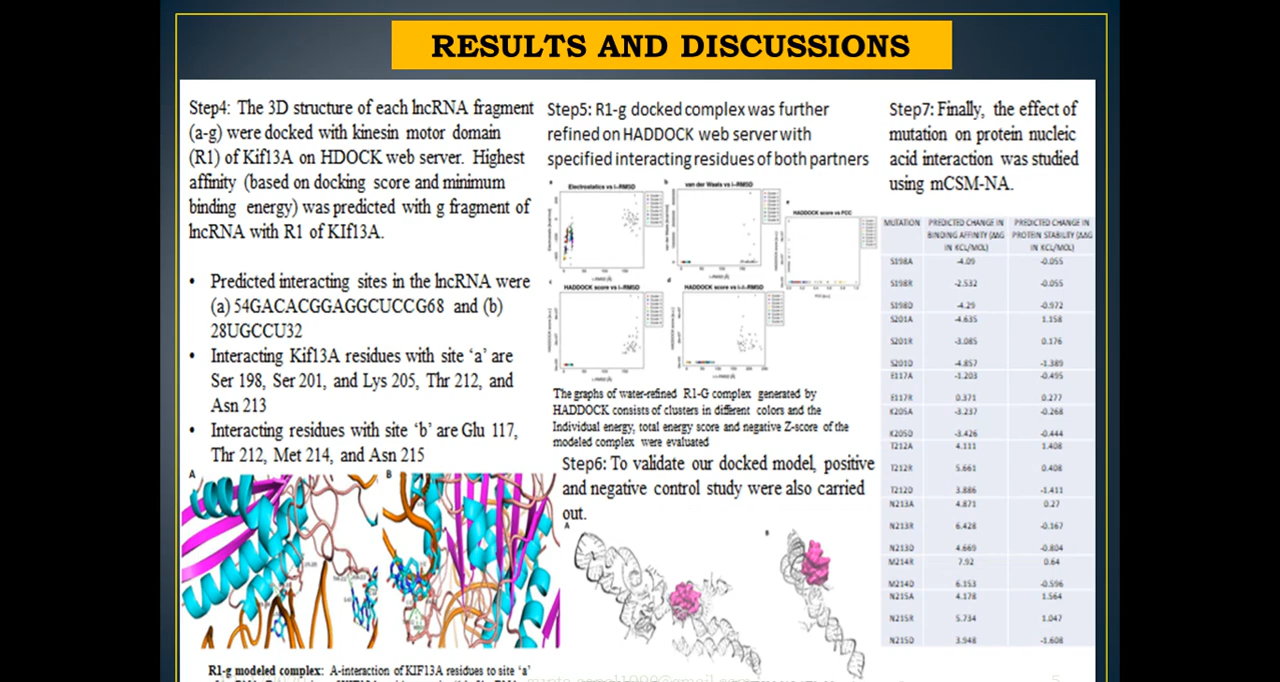 RESULTS AND DISCUSSIONS
Step4: The 3D structure of each lncRNA fragment
(a-g) were docked with kinesin motor domain
(R1) of Kif13A on HDOCK web server. Highest
affinity (based on docking score and minimum
binding energy) was predicted with g fragment of
lncRNA with R1 of KIf13A.
• Predicted interacting sites in the lncRNA were
(a) 54GACACGGAGGCUCCG68 and (b)
28UGCCU32
• Interacting Kif13A residues with site ‘a’ are
Ser 198, Ser 201, and Lys 205, Thr 212, and
Asn 213
• Interacting residues with site ‘b’ are Glu 117,
Thr 212, Met 214, and Asn 215
A B
R1-g modeled complex: A-interaction of KIF13A residues to site ‘a’
Step5: R1-g docked complex was further
refined on HADDOCK web server with
specified interacting residues of both partners
a Electrostatics vs i-RMSD
b van der Waals vs i-RMSD
e HADDOCK score vs FCC
c HADDOCK score vs i-RMSD
d HADDOCK score vs l-RMSD
The graphs of water-refined R1-G complex generated by
HADDOCK consists of clusters in different colors and the
Individual energy, total energy score and negative Z-score of the
modeled complex were evaluated
Step6: To validate our docked model, positive
and negative control study were also carried
out.
A B
Step7: Finally, the effect of
mutation on protein nucleic
acid interaction was studied
using mCSM-NA.
MUTATION PREDICTED CHANGE IN BINDING AFFINITY (ΔΔG IN KCL/MOL) PREDICTED CHANGE IN PROTEIN STABILITY (ΔΔG IN KCL/MOL)
S198A -4.09 -0.055
S198R -2.532 -0.055
S198D -4.29 -0.972
S201A -4.635 1.158
S201R -3.085 0.176
S201D -4.857 -1.389
E117A -1.203 -0.495
E117R 0.371 0.277
K205A -3.237 -0.268
K205D -3.426 -0.444
T212A 4.111 1.408
T212R 5.661 0.408
T212D 3.886 -1.411
N213A 4.871 0.27
N213R 6.428 -0.167
N213D 4.669 -0.804
M214R 7.92 0.64
M214D 6.153 -0.596
N215A 4.178 1.564
N215R 5.734 1.047
N215D 3.948 -1.608
5